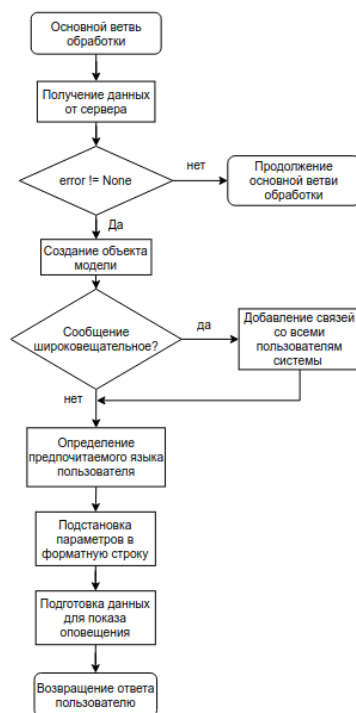 Основной ветвь
обработки
Получение данных
от сервера
error != None
нет
Продолжение
основной ветви
обработки
Да
Создание объекта
модели
Сообщение
широковещательное?
да
Добавление связей
со всеми
пользователям
системы
нет
Определение
предпочитаемого языка
пользователя
Подстановка
параметров в
форматную строку
Подготовка данных
для показа
оповещения
Возвращение ответа
пользователю